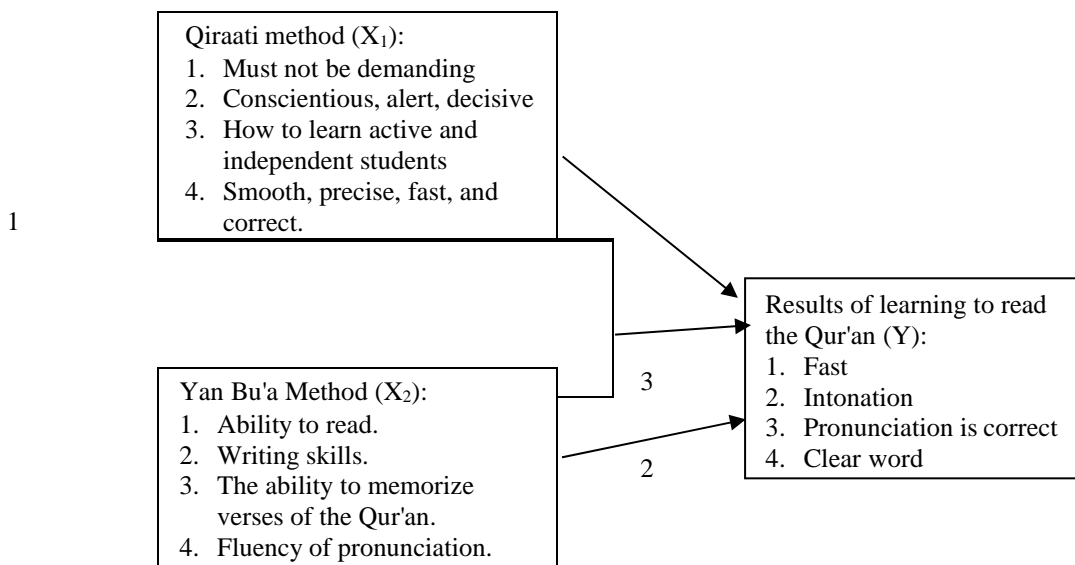 Qiraati method (X₁):
1. Must not be demanding
2. Conscientious, alert, decisive
3. How to learn active and
independent students
4. Smooth, precise, fast, and
correct.
1
Results of learning to read
the Qur'an (Y):
1. Fast
2. Intonation
3. Pronunciation is correct
4. Clear word
Yan Bu'a Method (X₂):
1. Ability to read.
2. Writing skills.
3. The ability to memorize
verses of the Qur'an.
4. Fluency of pronunciation.
3
2